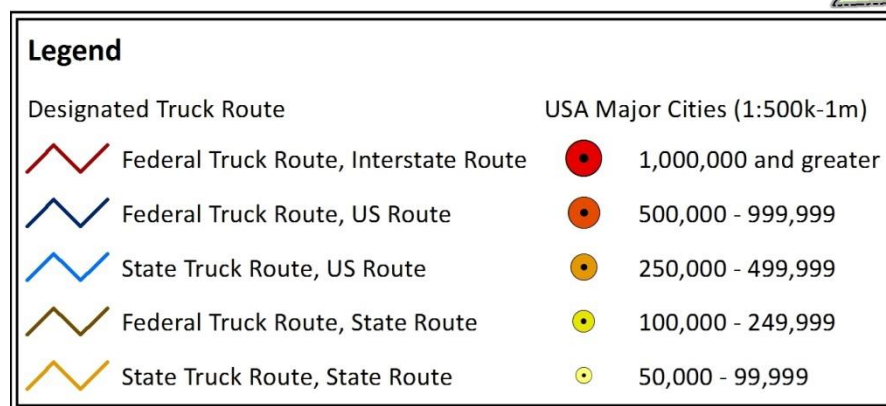 Legend
Designated Truck Route
Federal Truck Route, Interstate Route
Federal Truck Route, US Route
State Truck Route, US Route
Federal Truck Route, State Route
State Truck Route, State Route
USA Major Cities (1:500k-1m)
1,000,000 and greater
500,000 - 999,999
250,000 - 499,999
100,000 - 249,999
50,000 - 99,999